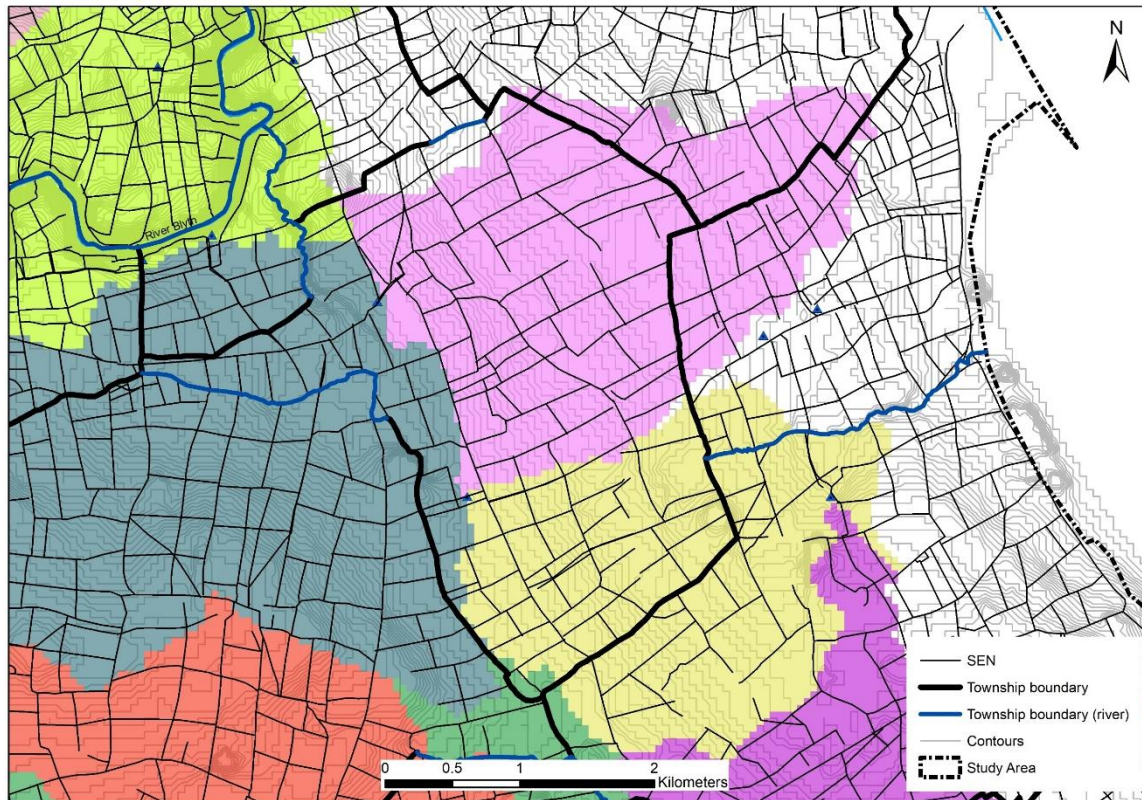 N
River Blyth
SEN
Township boundary
Township boundary (river)
Contours
Study Area
0 0.5 1 2
Kilometers